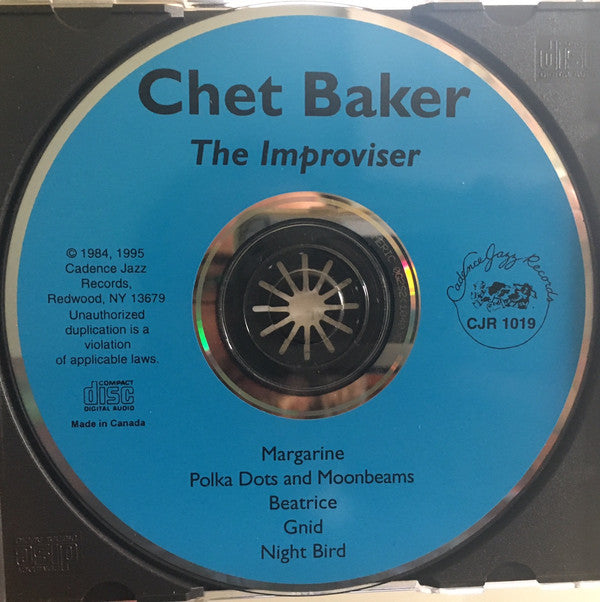 Chet Baker
The Improviser
© 1984, 1995
Cadence Jazz
Records,
Redwood, NY 13679
Unauthorized
duplication is a
violation
of applicable laws.
COMPACT
disc
DIGITAL AUDIO
Made in Canada
Cadence Jazz Records
CJR 1019
Margarine
Polka Dots and Moonbeams
Beatrice
Gnid
Night Bird